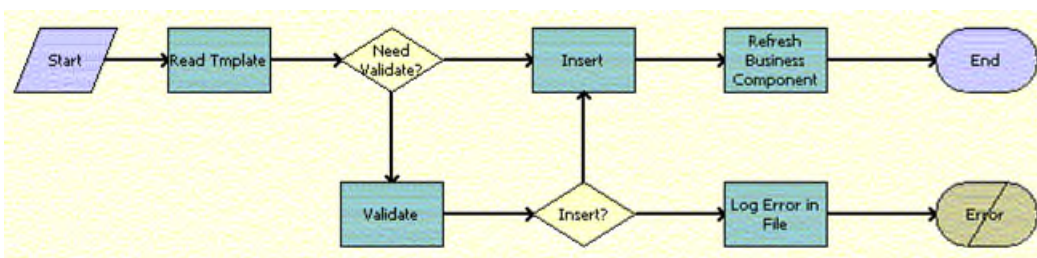 Start
Read Tmplate
Need
Validate?
Insert
Refresh
Business
Component
End
Validate
Insert?
Log Error in
File
Error